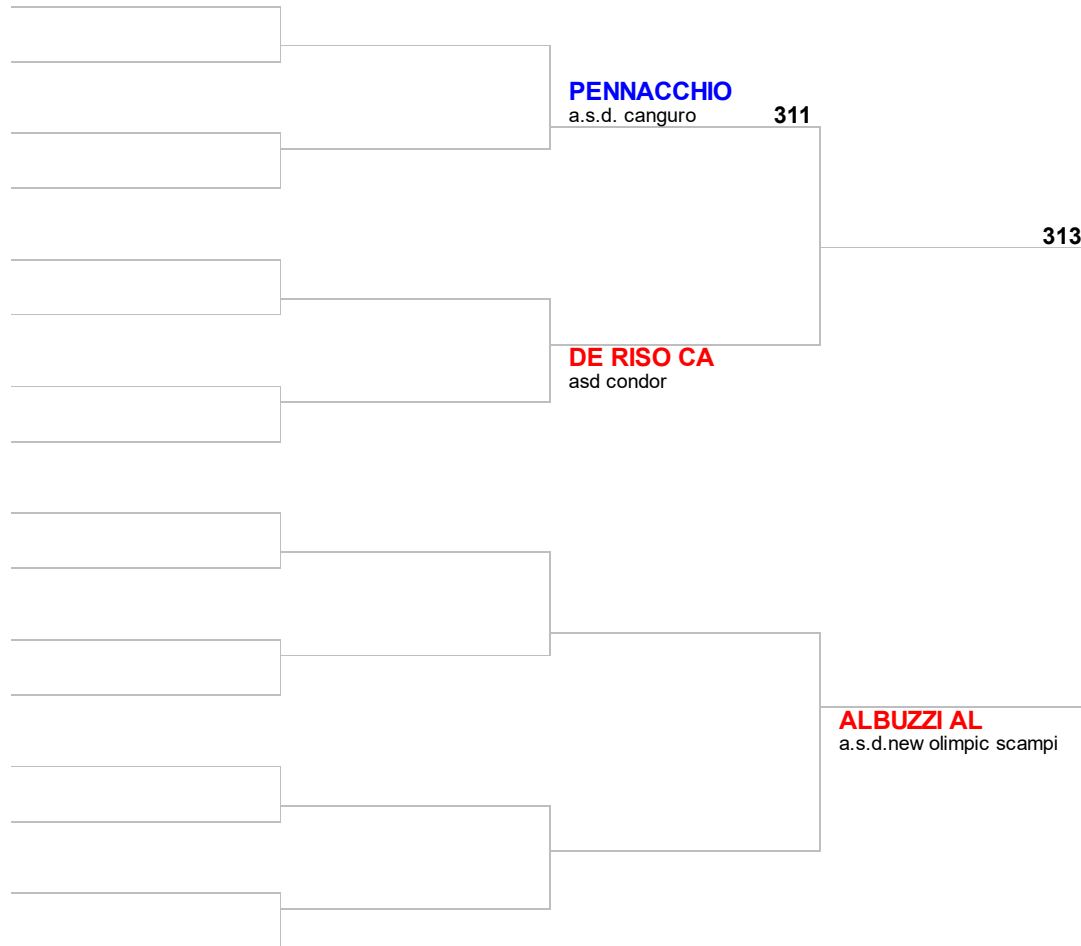 PENNACCHIO
a.s.d. canguro 311
313
DE RISO CA
asd condor
ALBUZZI AL
a.s.d.new olimpic scampi